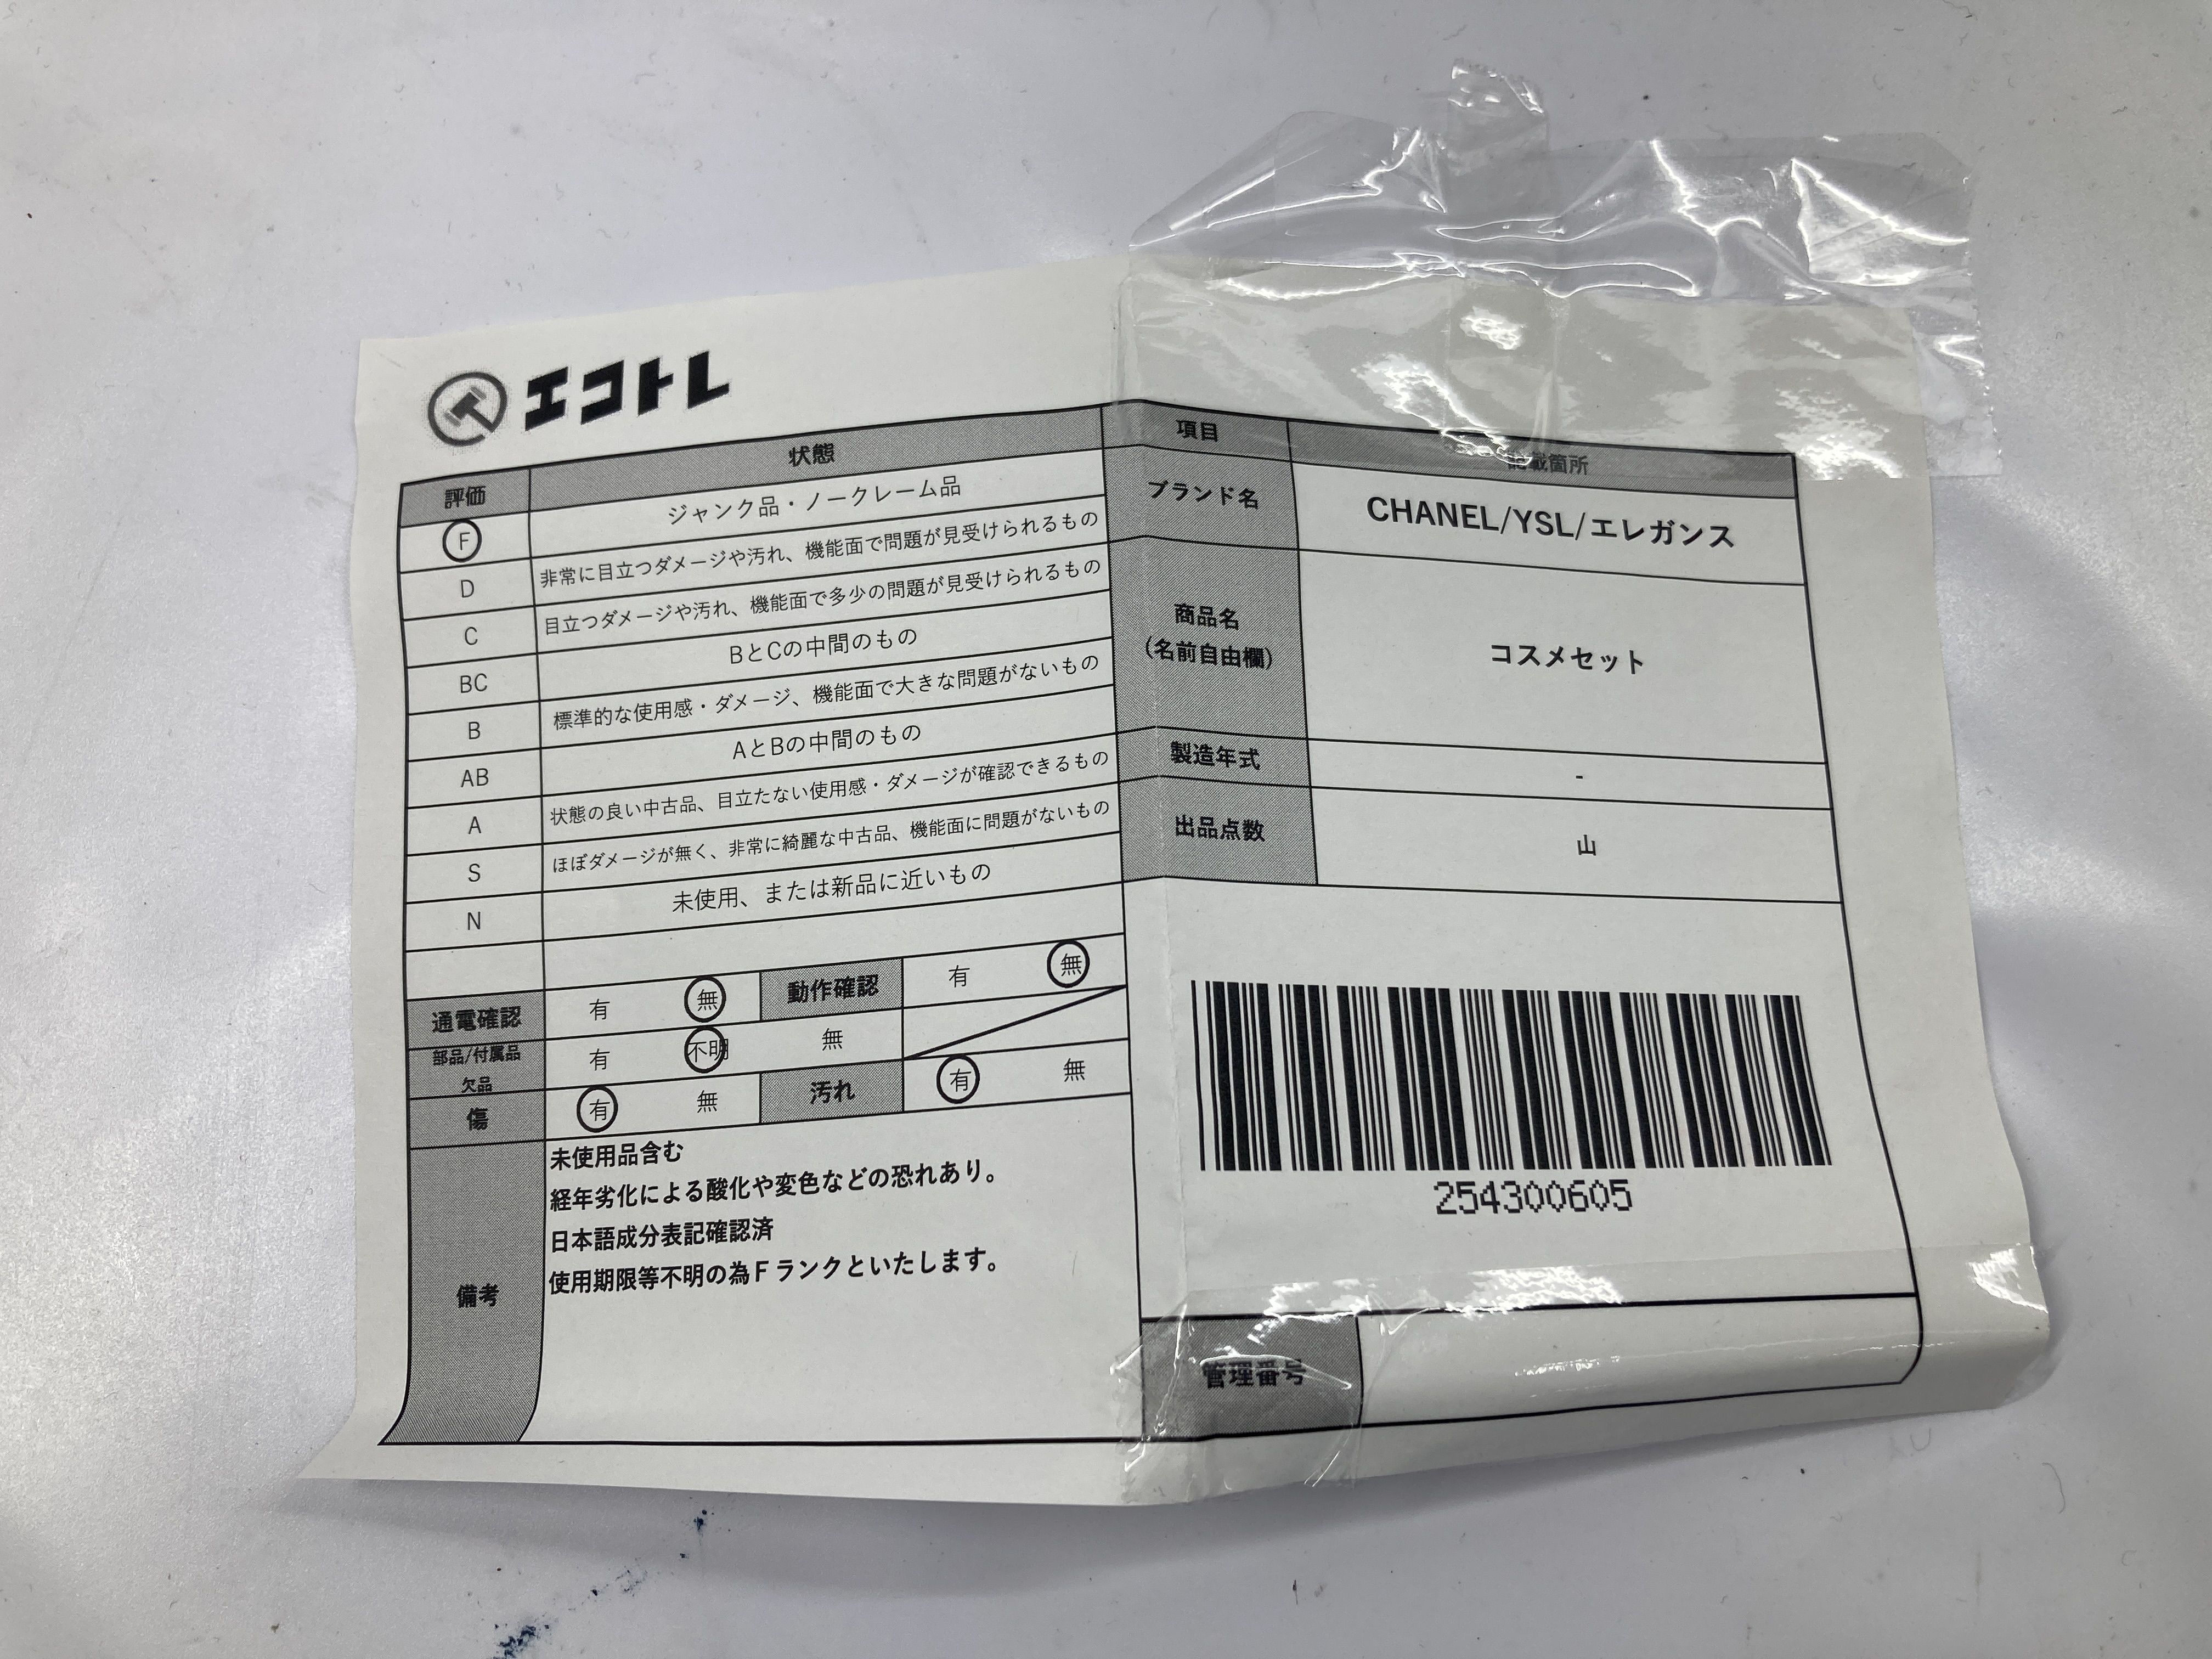 エコトレ
評価 状態
F ジャンク品・ノークレーム品
D 非常に目立つダメージや汚れ、機能面で問題が見受けられるもの
C 目立つダメージや汚れ、機能面で多少の問題が見受けられるもの
BC BとCの中間のもの
B 標準的な使用感・ダメージ、機能面で大きな問題がないもの
AB AとBの中間のもの
A 状態の良い中古品、目立たない使用感・ダメージが確認できるもの
S ほぼダメージが無く、非常に綺麗な中古品、機能面に問題がないもの
N 未使用、または新品に近いもの
通電確認 有 無 動作確認 有 無
部品/付属品
欠品 有 不明 無
傷 有 無 汚れ 有 無
備考
未使用品含む
経年劣化による酸化や変色などの恐れあり。
日本語成分表記確認済
使用期限等不明の為Fランクといたします。
項目 記載箇所
ブランド名 CHANEL/YSL/エレガンス
商品名
(名前自由欄) コスメセット
製造年式 -
出品点数 山
254300605
管理番号